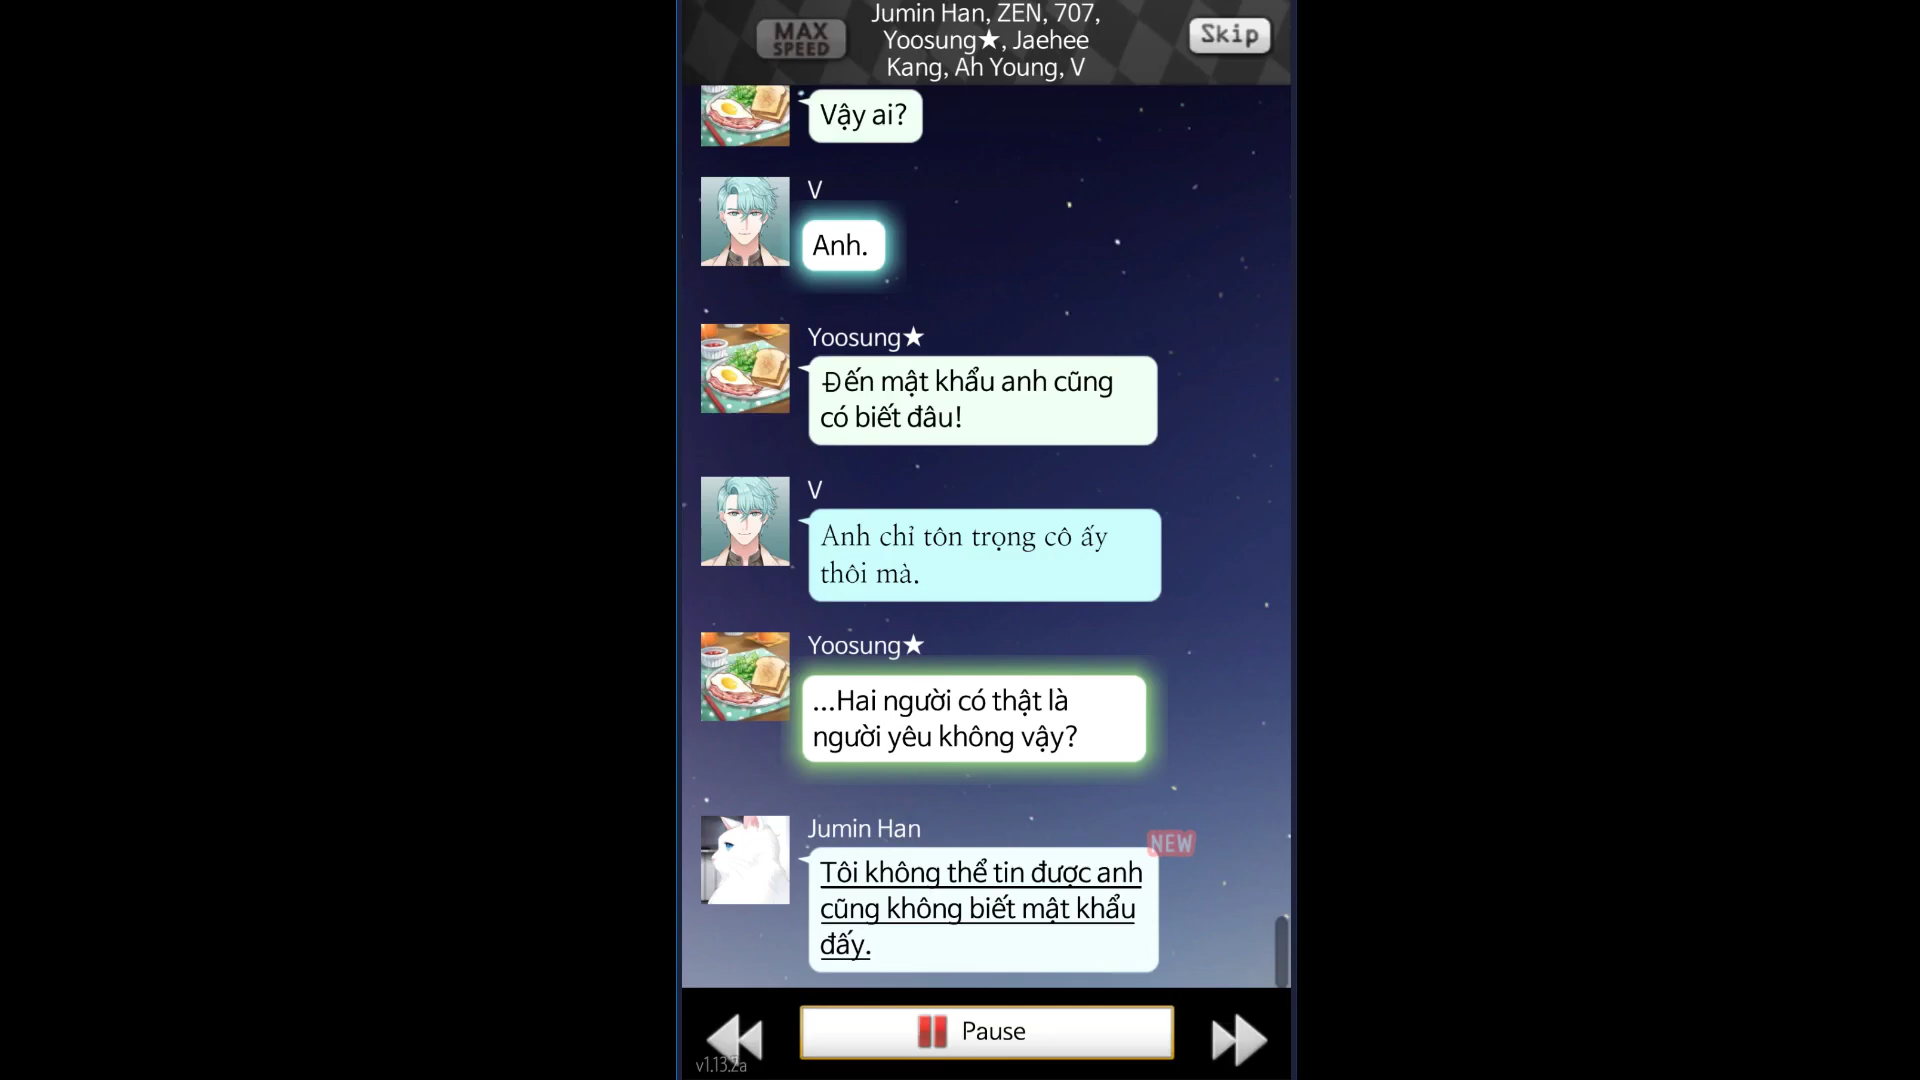 MAX
SPEED
Jumin Han, ZEN, 707,
Yoosung★, Jaehee
Kang, Ah Young, V
Skip
Vậy ai?
V
Anh.
Yoosung★
Đến mật khẩu anh cũng
có biết đâu!
V
Anh chỉ tôn trọng cô ấy
thôi mà.
Yoosung★
...Hai người có thật là
người yêu không vậy?
Jumin Han
NEW
Tôi không thể tin được anh
cũng không biết mật khẩu
đấy.
Pause
v1.13.2a